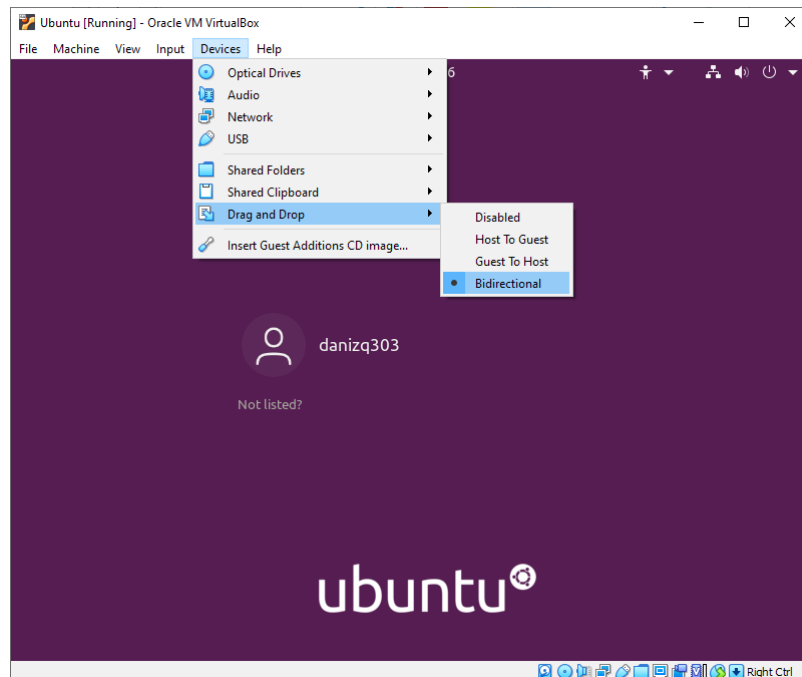 Ubuntu [Running] - Oracle VM VirtualBox
File Machine View Input Devices Help
Optical Drives
Audio
Network
USB
Shared Folders
Shared Clipboard
Drag and Drop
Insert Guest Additions CD image...
Disabled
Host To Guest
Guest To Host
Bidirectional
6
danizq303
Not listed?
ubuntu
Right Ctrl